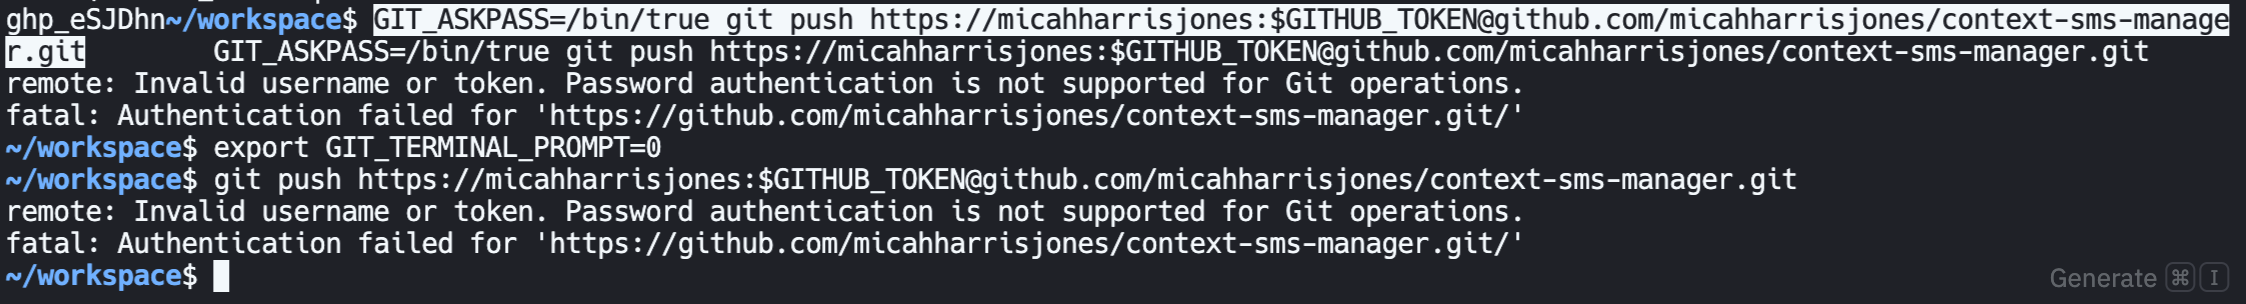 ghp_eSJDhn~/workspace$ GIT_ASKPASS=/bin/true git push https://micahharrisjones:$GITHUB_TOKEN@github.com/micahharrisjones/context-sms-manage
r.git        GIT_ASKPASS=/bin/true git push https://micahharrisjones:$GITHUB_TOKEN@github.com/micahharrisjones/context-sms-manager.git
remote: Invalid username or token. Password authentication is not supported for Git operations.
fatal: Authentication failed for 'https://github.com/micahharrisjones/context-sms-manager.git/'
~/workspace$ export GIT_TERMINAL_PROMPT=0
~/workspace$ git push https://micahharrisjones:$GITHUB_TOKEN@github.com/micahharrisjones/context-sms-manager.git
remote: Invalid username or token. Password authentication is not supported for Git operations.
fatal: Authentication failed for 'https://github.com/micahharrisjones/context-sms-manager.git/'
~/workspace$
Generate ⌘ I